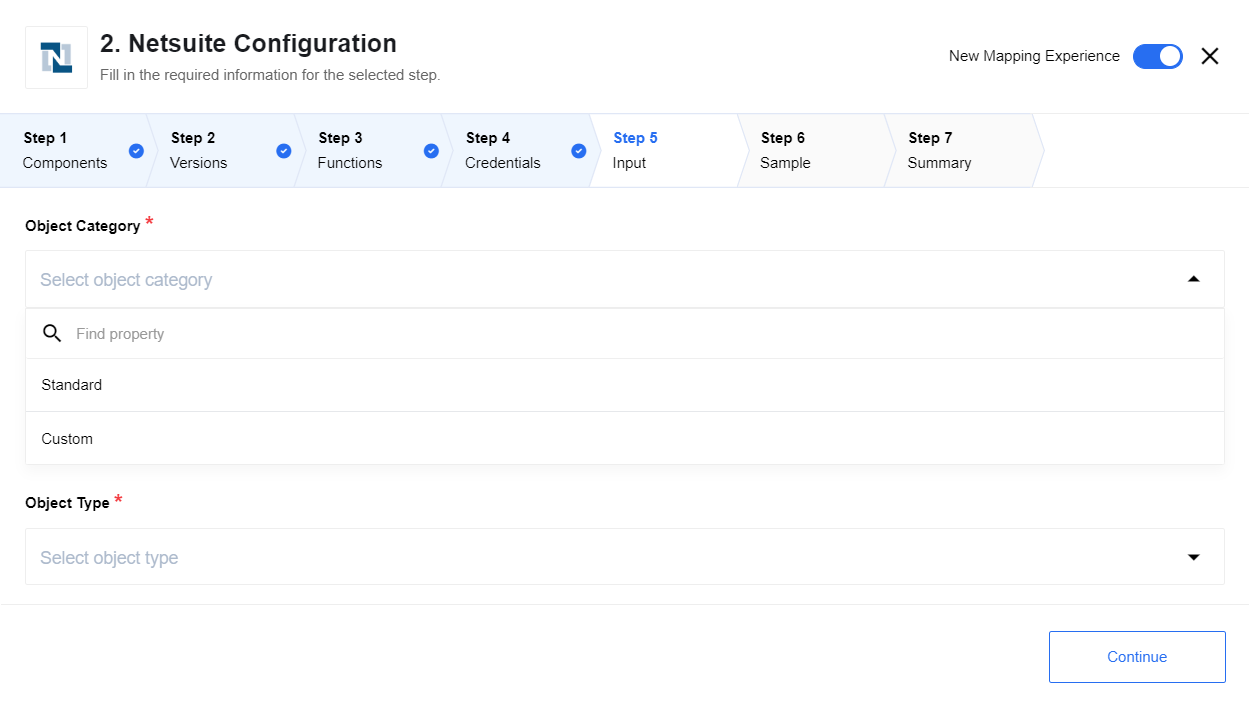 2. Netsuite Configuration
Fill in the required information for the selected step.
New Mapping Experience
Step 1
Components
Step 2
Versions
Step 3
Functions
Step 4
Credentials
Step 5
Input
Step 6
Sample
Step 7
Summary
Object Category *
Select object category
Find property
Standard
Custom
Object Type *
Select object type
Continue